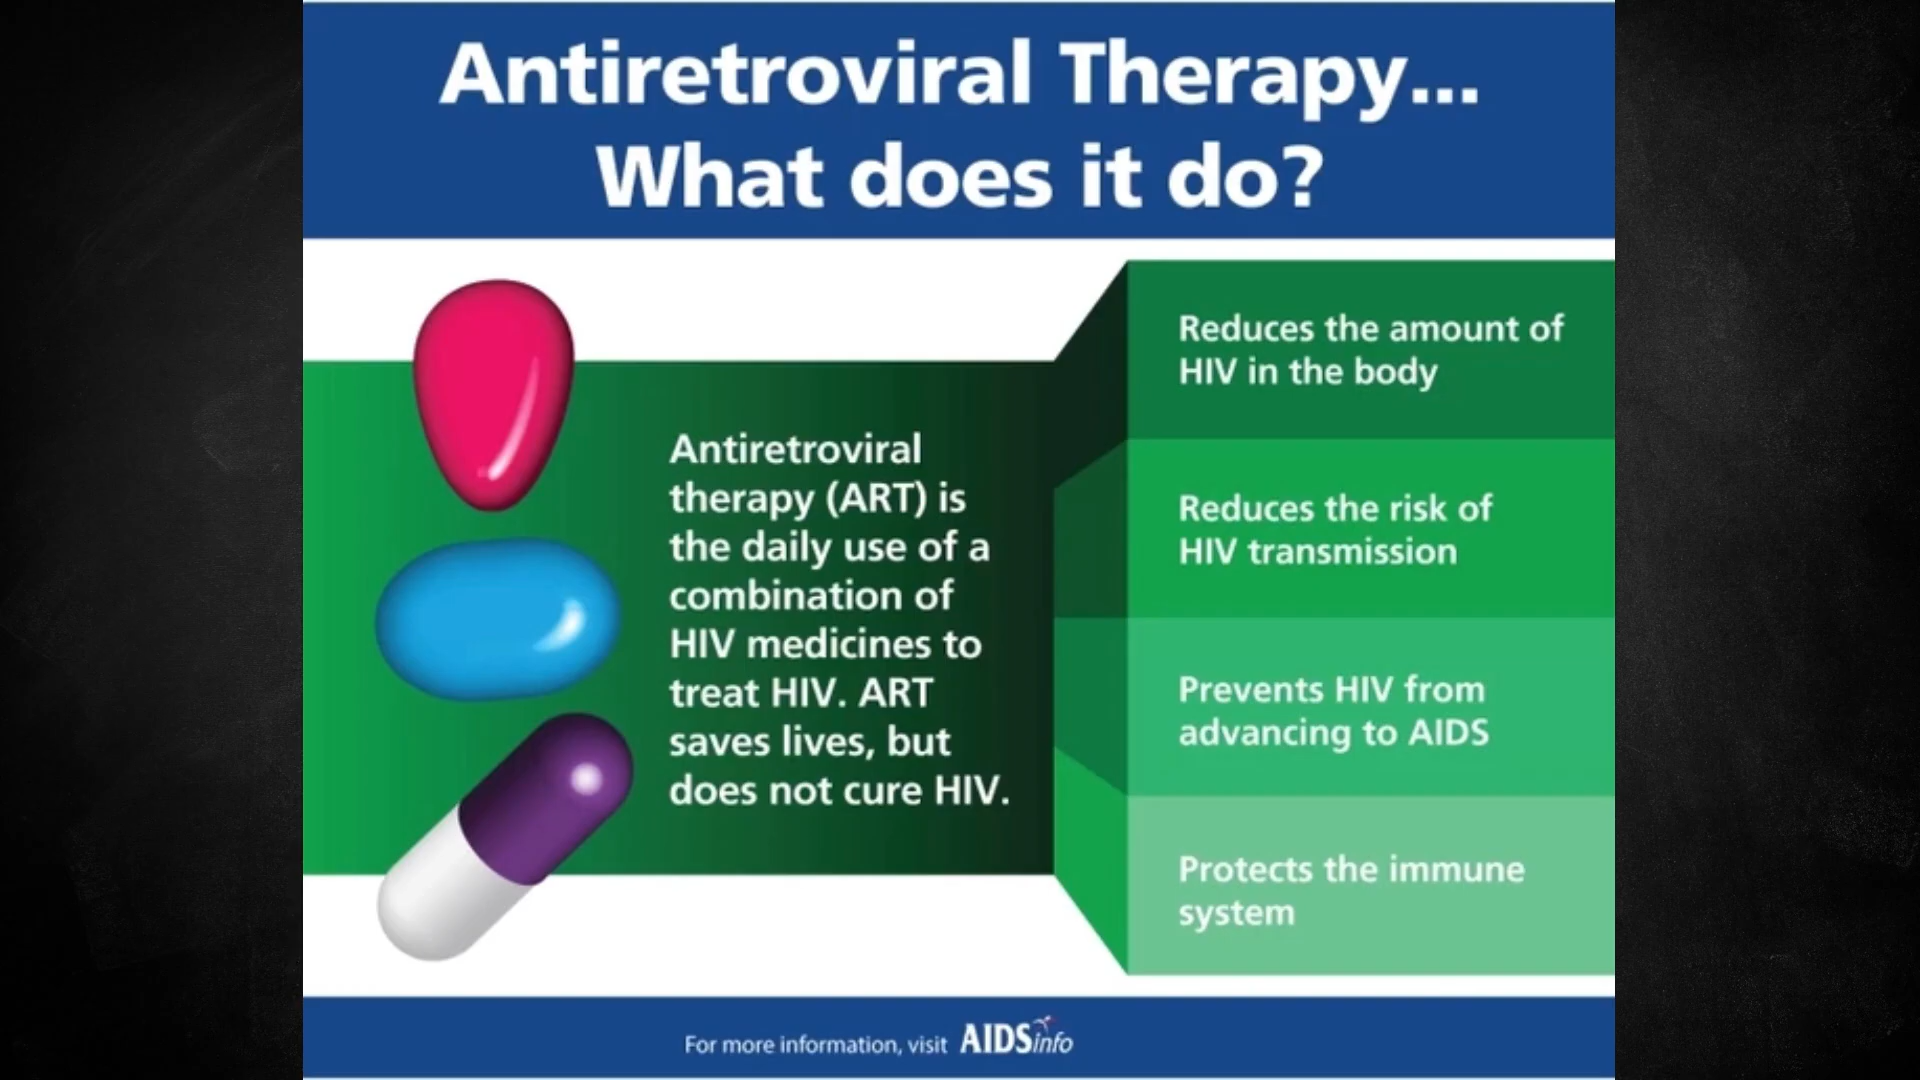 Antiretroviral Therapy...
What does it do?
Antiretroviral
therapy (ART) is
the daily use of a
combination of
HIV medicines to
treat HIV. ART
saves lives, but
does not cure HIV.
Reduces the amount of
HIV in the body
Reduces the risk of
HIV transmission
Prevents HIV from
advancing to AIDS
Protects the immune
system
For more information, visit AIDSinfo